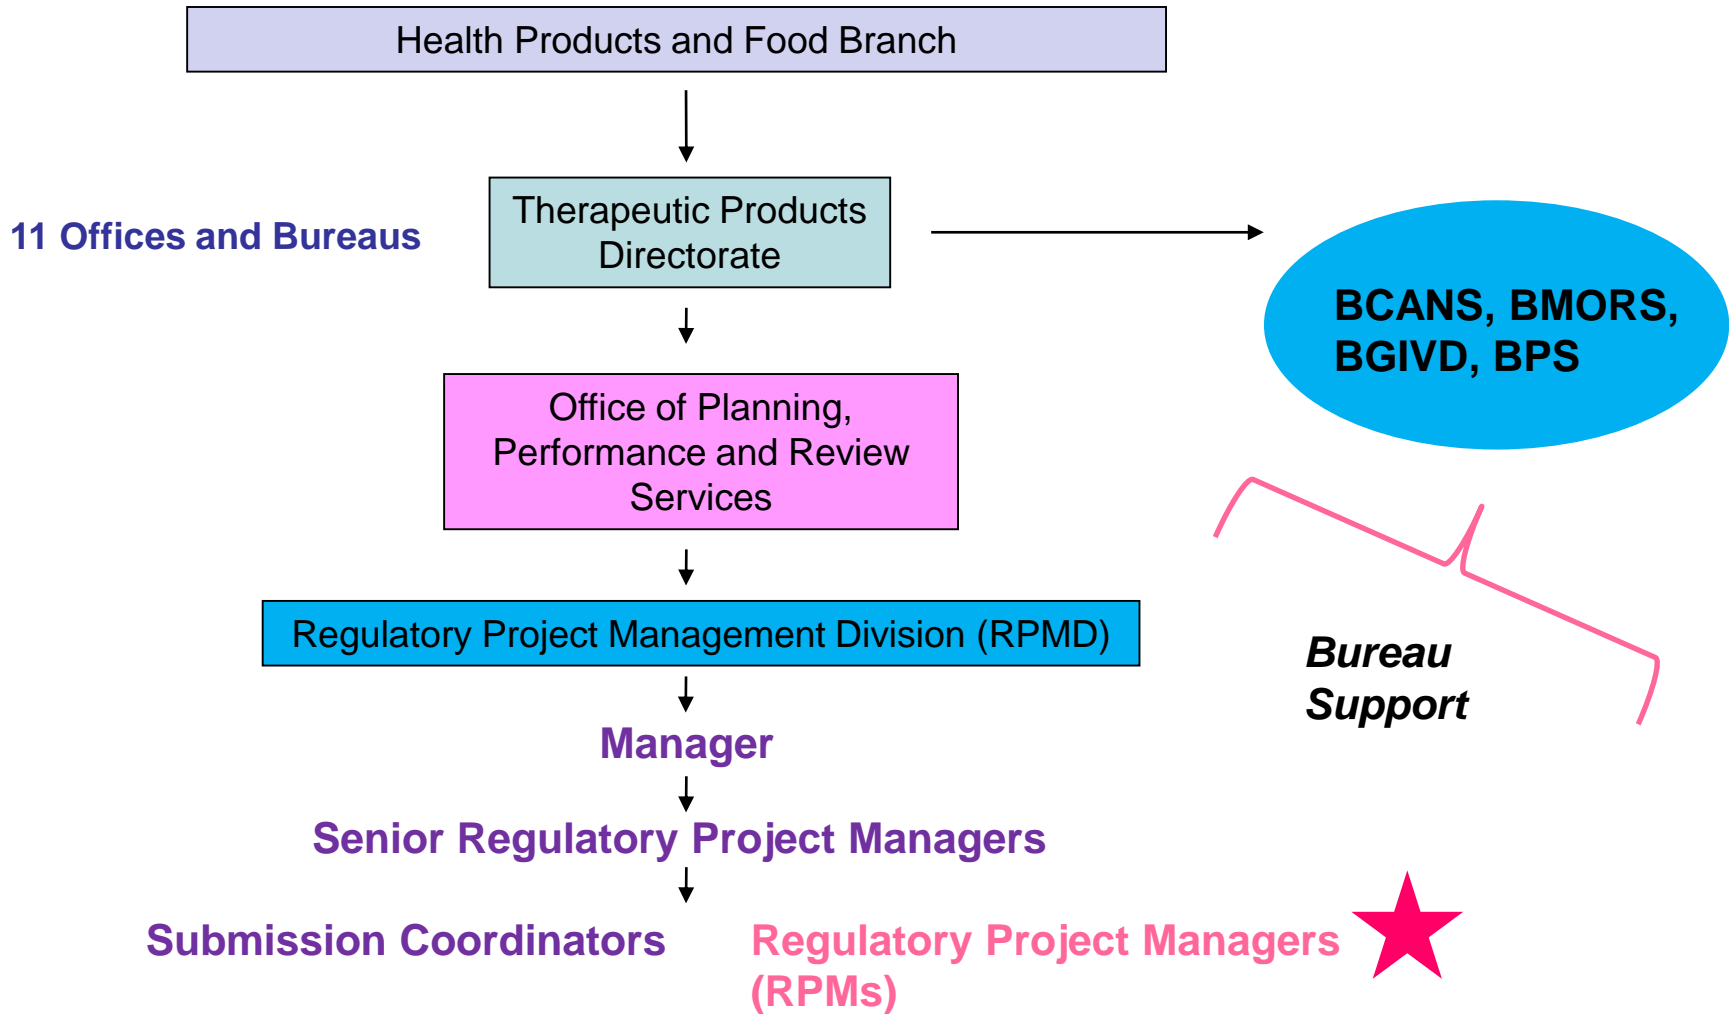 Health Products and Food Branch
11 Offices and Bureaus
Therapeutic Products
Directorate
BCANS, BMORS,
BGIVD, BPS
Office of Planning,
Performance and Review
Services
Regulatory Project Management Division (RPMD)
Bureau
Support
Manager
Senior Regulatory Project Managers
Submission Coordinators
Regulatory Project Managers
(RPMs)